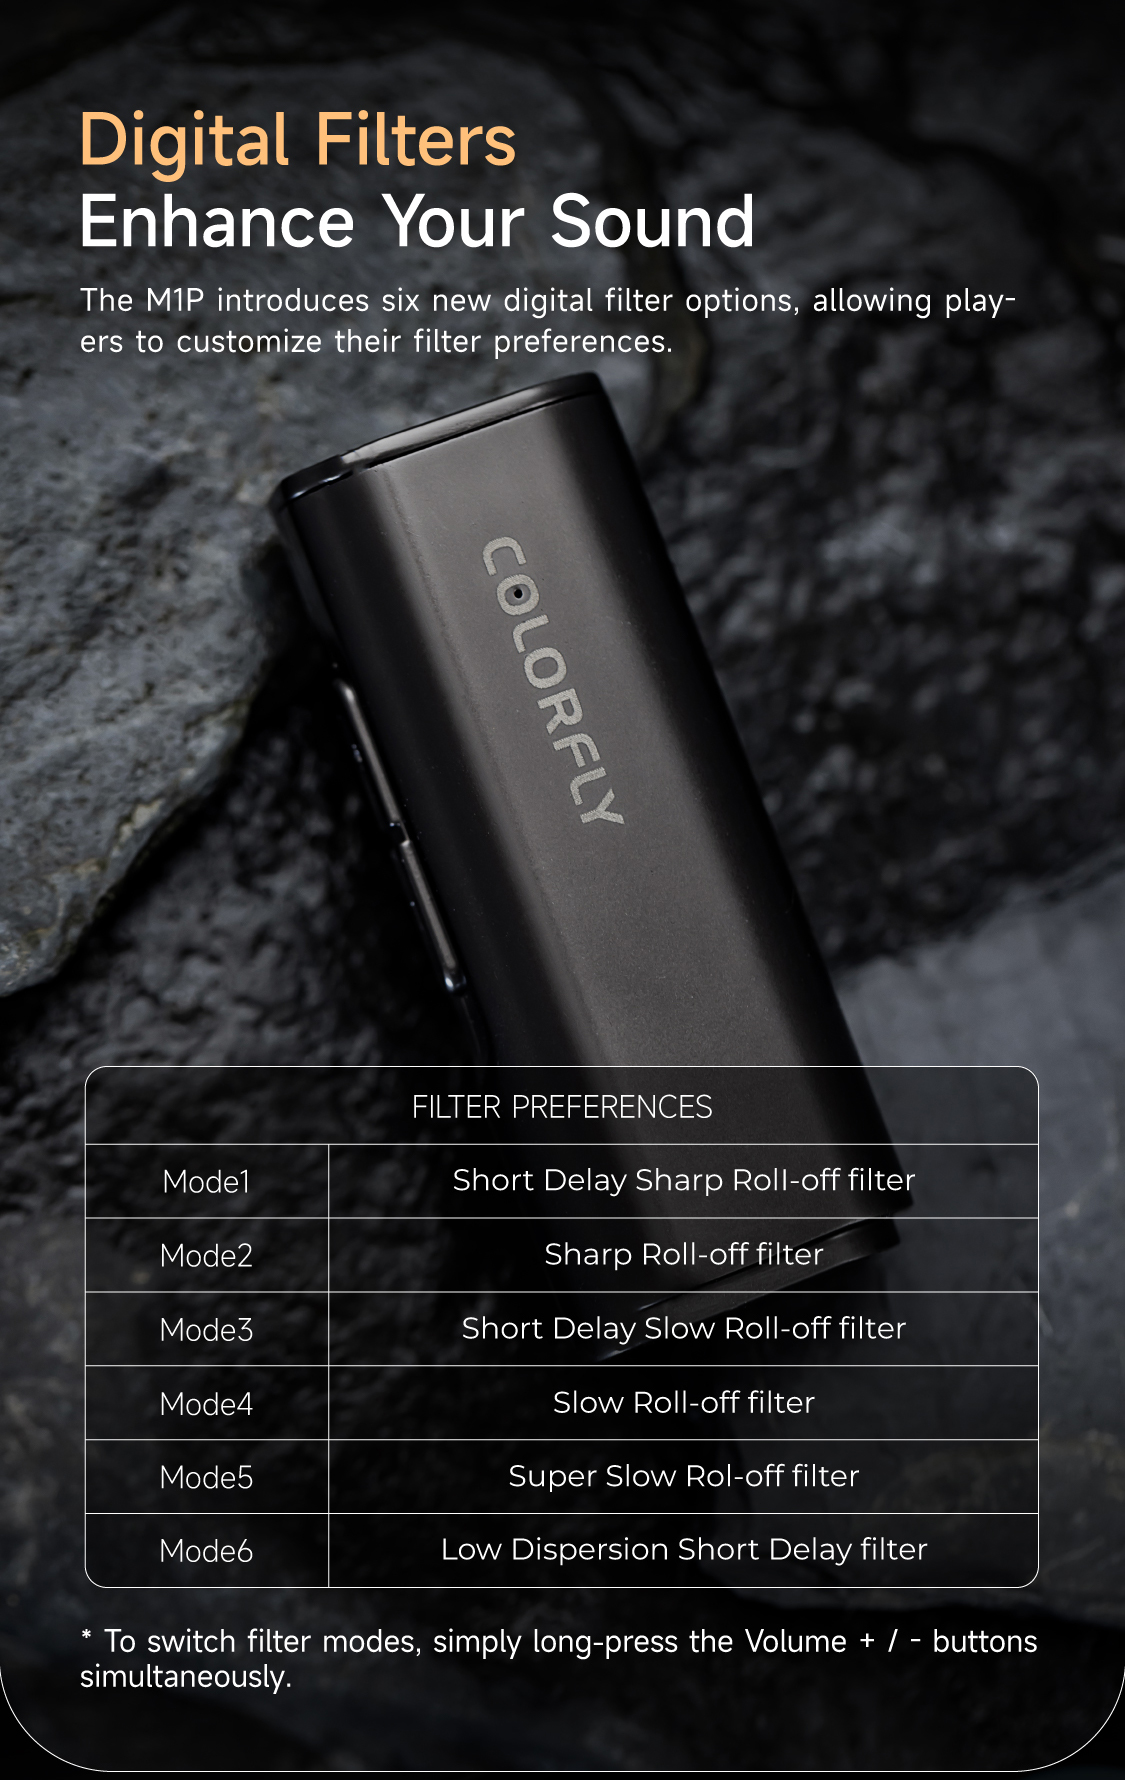 Digital Filters
Enhance Your Sound
The M1P introduces six new digital filter options, allowing play-
ers to customize their filter preferences.
COLORFLY
FILTER PREFERENCES
Mode1 Short Delay Sharp Roll-off filter
Mode2 Sharp Roll-off filter
Mode3 Short Delay Slow Roll-off filter
Mode4 Slow Roll-off filter
Mode5 Super Slow Rol-off filter
Mode6 Low Dispersion Short Delay filter
* To switch filter modes, simply long-press the Volume + / - buttons
simultaneously.